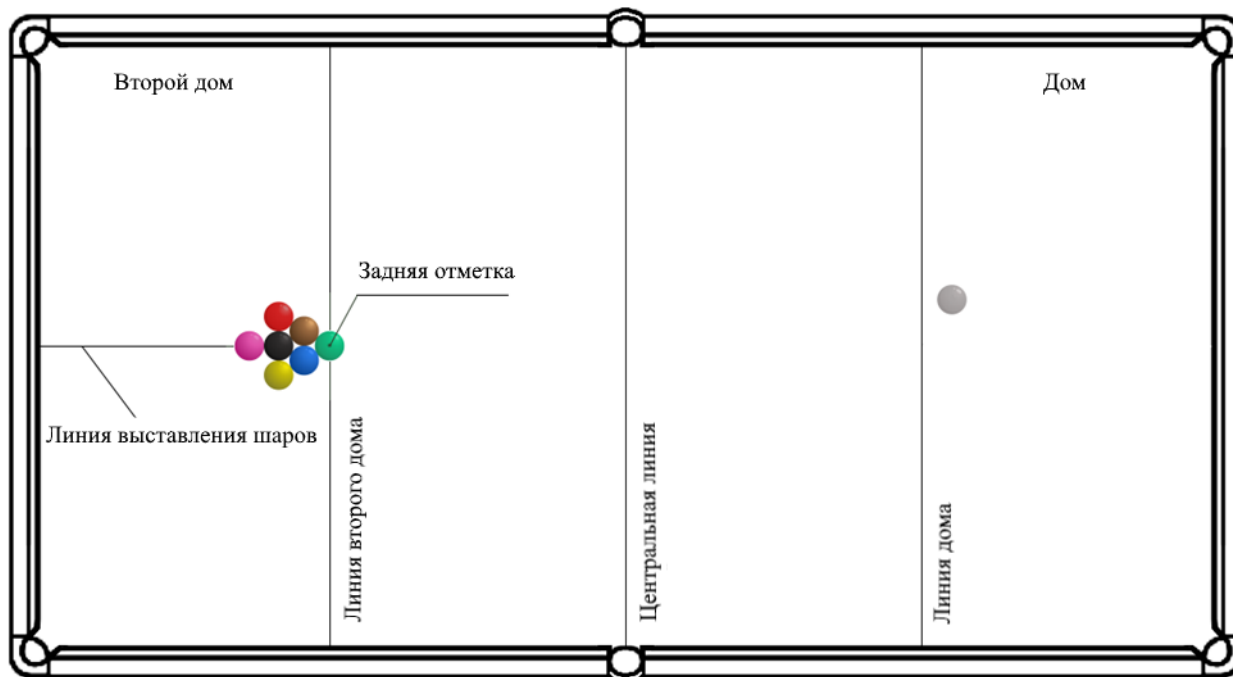 Второй дом
Дом
Задняя отметка
Линия выставления шаров
Линия второго дома
Центральная линия
Линия дома